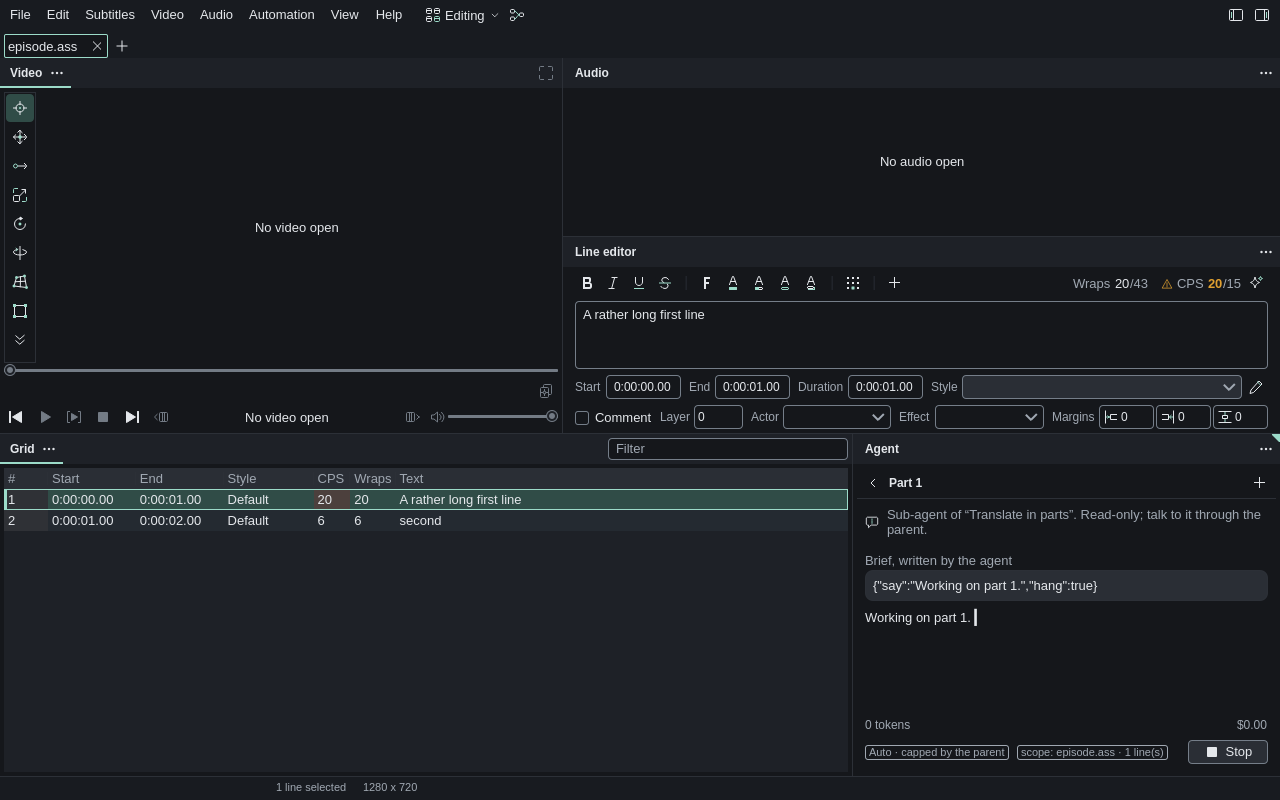 File Edit Subtitles Video Audio Automation View Help Editing
episode.ass
Video
Audio
No audio open
No video open
Line editor
B I U S F A A A A Wraps 20/43 CPS 20/15
A rather long first line
Start 0:00:00.00 End 0:00:01.00 Duration 0:00:01.00 Style
No video open
Comment Layer 0 Actor Effect Margins 0 0 0
Grid
Filter
# Start End Style CPS Wraps Text
1 0:00:00.00 0:00:01.00 Default 20 20 A rather long first line
2 0:00:01.00 0:00:02.00 Default 6 6 second
Agent
Part 1
Sub-agent of “Translate in parts”. Read-only; talk to it through the
parent.
Brief, written by the agent
{"say":"Working on part 1.","hang":true}
Working on part 1.
0 tokens $0.00
Auto · capped by the parent scope: episode.ass · 1 line(s) Stop
1 line selected 1280 x 720